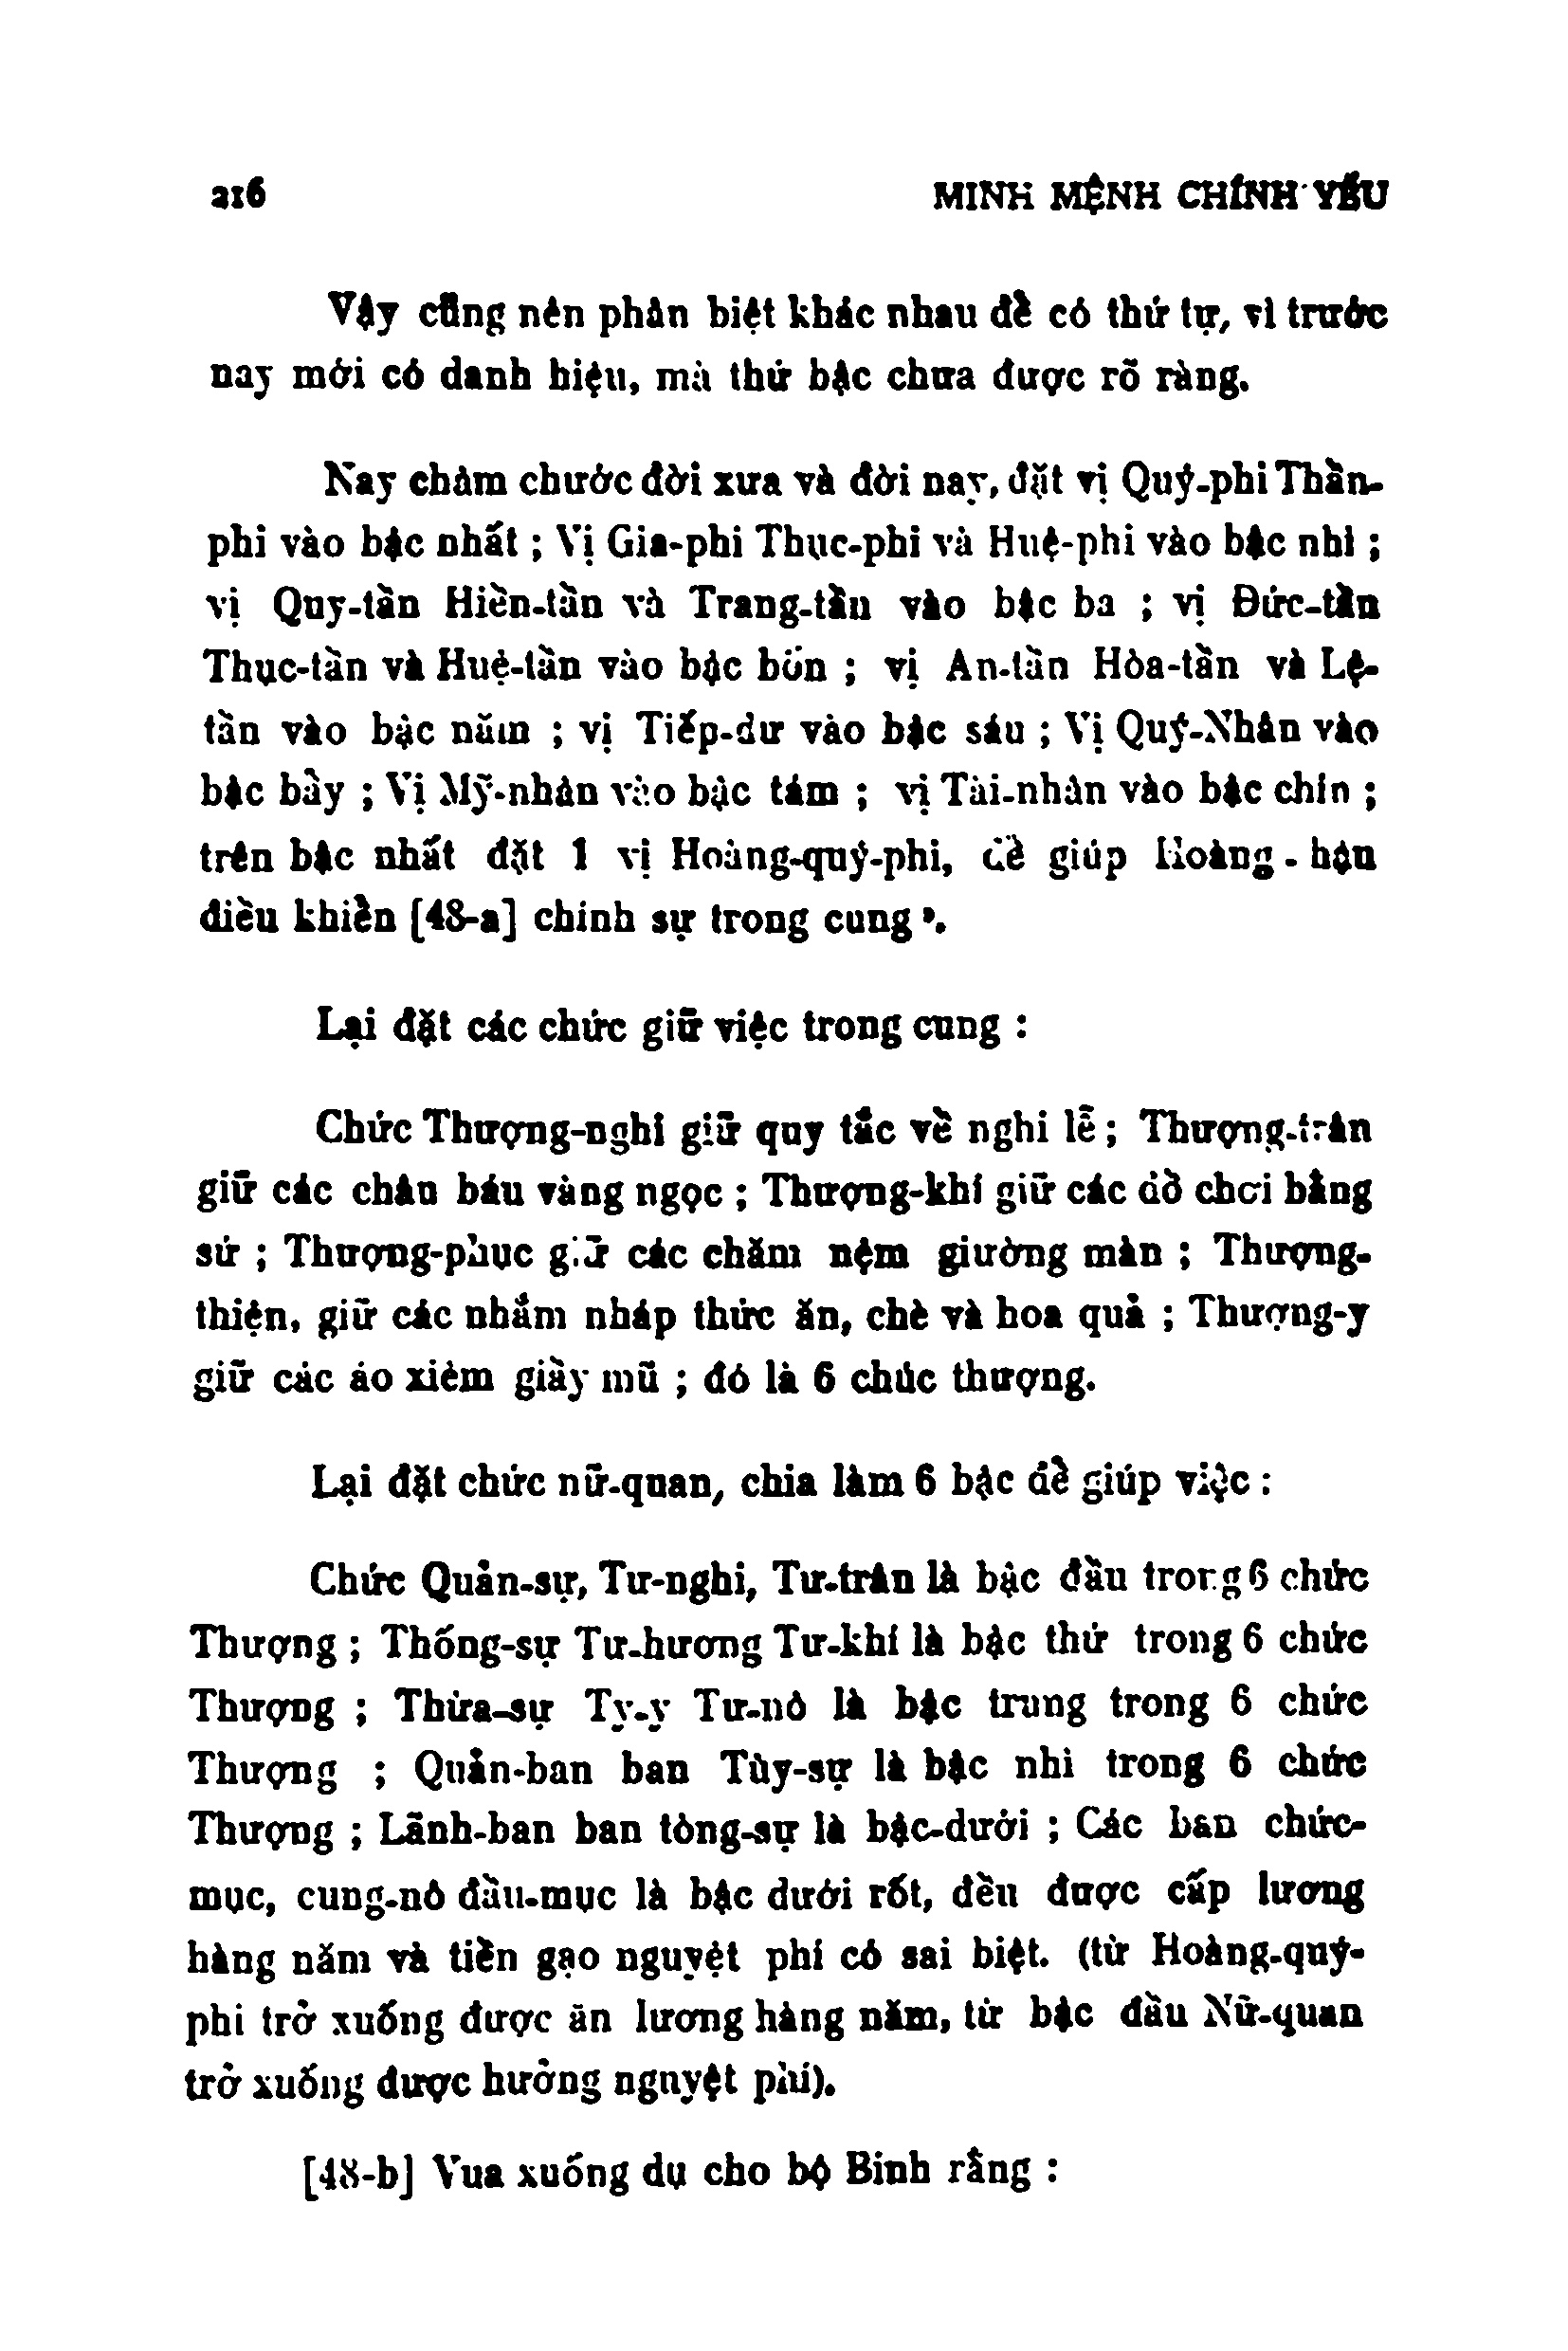 216 MINH MỆNH CHÍNH YẾU
Vậy cũng nên phân biệt khác nhau để có thứ tự, vì trước
nay mới có danh hiệu, mà thứ bậc chưa được rõ ràng.
Nay châm chước đời xưa và đời nay, đặt vị Quý-phi Thần-
phi vào bậc nhất ; Vị Gia-phi Thục-phi và Huệ-phi vào bậc nhì ;
vị Quy-tần Hiền-tần và Trang-tần vào bậc ba ; vị Đức-tần
Thục-tần và Huệ-tần vào bậc bốn ; vị An-tần Hòa-tần và Lệ-
tần vào bậc năm ; vị Tiếp-dư vào bậc sáu ; Vị Quý-Nhân vào
bậc bảy ; Vị Mỹ-nhân vào bậc tám ; vị Tài-nhân vào bậc chín ;
trên bậc nhất đặt 1 vị Hoàng-quý-phi, để giúp Hoàng - hậu
điều khiển [48-a] chính sự trong cung ».
Lại đặt các chức giữ việc trong cung :
Chức Thượng-nghi giữ quy tắc về nghi lễ ; Thượng-trân
giữ các chân báu vàng ngọc ; Thượng-khí giữ các đồ chơi bằng
sứ ; Thượng-phục giữ các chăm nệm giường màn ; Thượng-
thiện, giữ các nhắm nháp thức ăn, chè và hoa quả ; Thượng-y
giữ các áo xiêm giầy mũ ; đó là 6 chức thượng.
Lại đặt chức nữ-quan, chia làm 6 bậc để giúp việc :
Chức Quản-sự, Tư-nghi, Tư-trân là bậc đầu trong 6 chức
Thượng ; Thống-sự Tư-hương Tư-khí là bậc thứ trong 6 chức
Thượng ; Thừa-sự Ty-y Tư-nô là bậc trung trong 6 chức
Thượng ; Quản-ban ban Tùy-sự là bậc nhì trong 6 chức
Thượng ; Lãnh-ban ban tòng-sự là bậc-dưới ; Các ban chức-
mục, cung-nô đầu-mục là bậc dưới rốt, đều được cấp lương
hàng năm và tiền gạo nguyệt phí có sai biệt. (từ Hoàng-quý-
phi trở xuống được ăn lương hàng năm, từ bậc đầu Nữ-quan
trở xuống được hưởng nguyệt phí).
[48-b] Vua xuống dụ cho bộ Binh rằng :